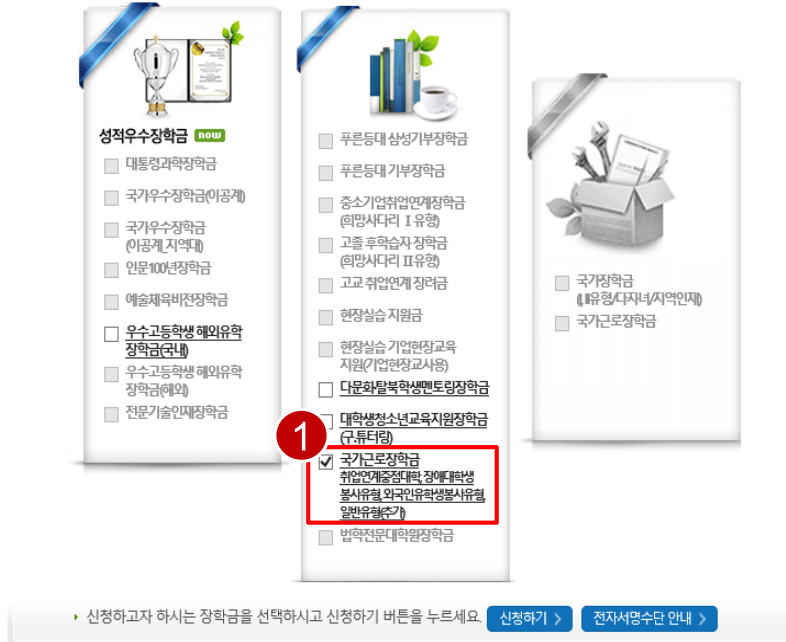 성적우수장학금 now
대통령과학장학금
국가우수장학금(이공계)
국가우수장학금
(이공계_지역대)
인문100년장학금
예술체육비전장학금
우수고등학생 해외유학
장학금(국내)
우수고등학생 해외유학
장학금(해외)
전문기술인재장학금
푸른등대 삼성기부장학금
푸른등대 기부장학금
중소기업취업연계장학금
(희망사다리 Ⅰ유형)
고졸 후학습자 장학금
(희망사다리 Ⅱ유형)
고교 취업연계 장려금
현장실습 지원금
현장실습 기업현장교육
지원(기업현장교사용)
다문화탈북학생멘토링장학금
대학생청소년교육지원장학금
(구.튜터링)
1
국가근로장학금
취업연계중점대학, 장애대학생
봉사유형, 외국인유학생봉사유형,
일반유형(추가)
법학전문대학원장학금
국가장학금
(I,II유형/다자녀/지역인재)
국가근로장학금
신청하고자 하시는 장학금을 선택하시고 신청하기 버튼을 누르세요. 신청하기 전자서명수단 안내